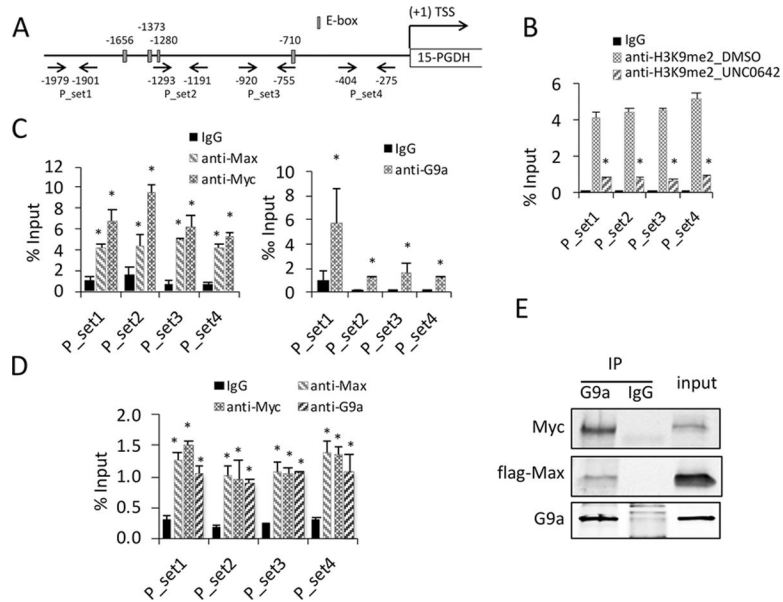 A
E-box
(+1) TSS
-1373
-1656
-1280
-710
15-PGDH
-1979
-1901
-1293
-1191
-920
-755
-404
-275
P_set1
P_set2
P_set3
P_set4
B
IgG
anti-H3K9me2_DMSO
anti-H3K9me2_UNC0642
% Input
6
4
2
0
* * * *
P_set1
P_set2
P_set3
P_set4
C
IgG
anti-Max
anti-Myc
% Input
12
10
8
6
4
2
0
* * * * * * * *
P_set1
P_set2
P_set3
P_set4
IgG
anti-G9a
‰ Input
10
8
6
4
2
0
* * * *
P_set1
P_set2
P_set3
P_set4
D
IgG
anti-Max
anti-Myc
anti-G9a
% Input
2.0
1.5
1.0
0.5
0.0
* * * * * * * * * * * *
P_set1
P_set2
P_set3
P_set4
E
IP
G9a IgG input
Myc
flag-Max
G9a